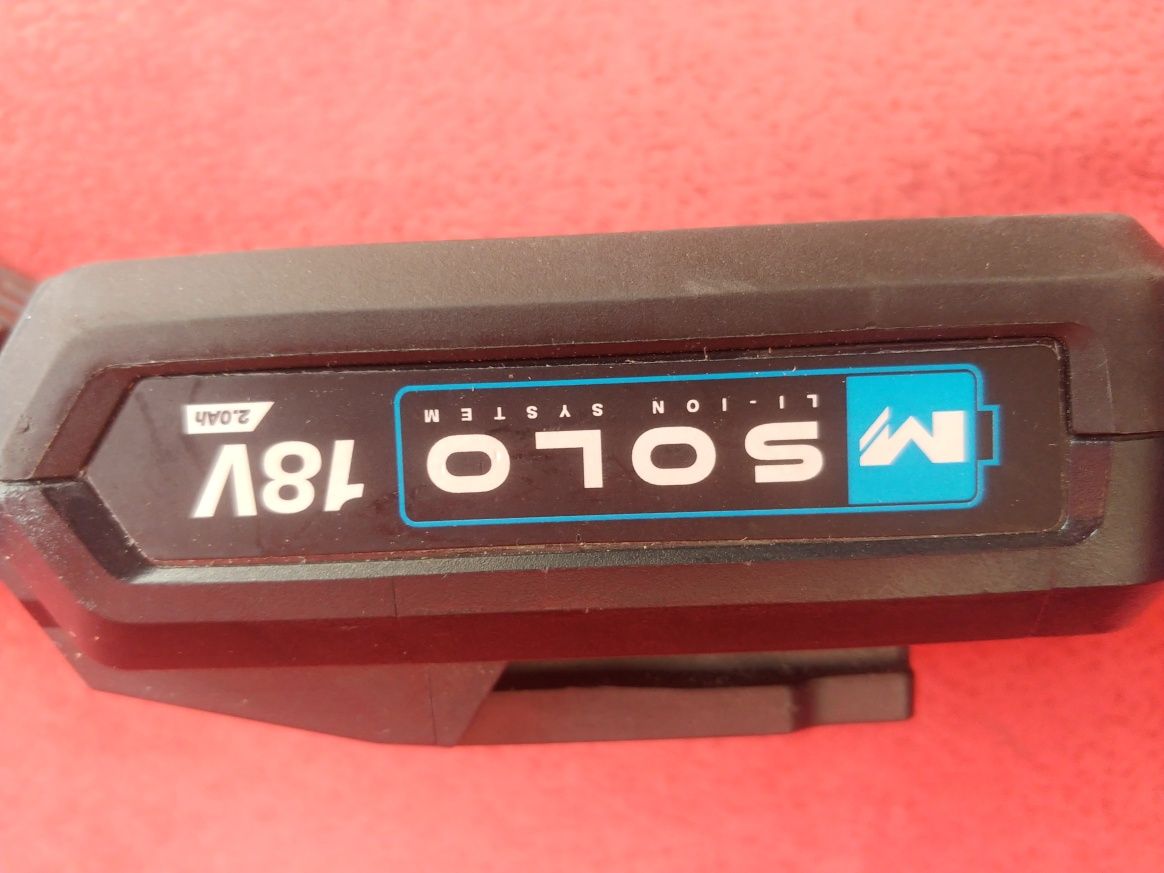 M SOLO
LI-ION SYSTEM
18V
2.0Ah